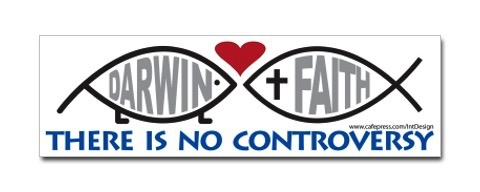 DARWIN FAITH
www.cafepress.com/IntDesign
THERE IS NO CONTROVERSY